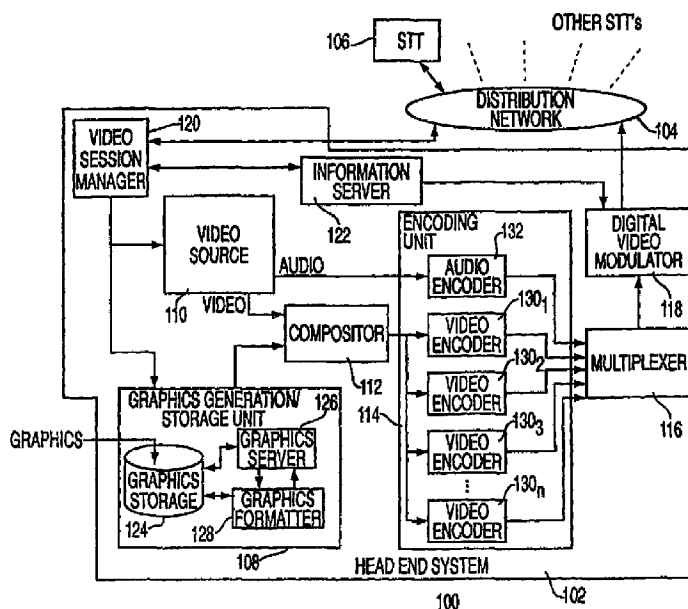 106
STT
OTHER STT's
DISTRIBUTION
NETWORK
104
120
VIDEO
SESSION
MANAGER
INFORMATION
SERVER
122
VIDEO
SOURCE
110
AUDIO
VIDEO
COMPOSITOR
112
ENCODING
UNIT
132
AUDIO
ENCODER
130₁
VIDEO
ENCODER
130₂
VIDEO
ENCODER
130₃
VIDEO
ENCODER
130ₙ
VIDEO
ENCODER
114
DIGITAL
VIDEO
MODULATOR
118
MULTIPLEXER
116
GRAPHICS GENERATION/
STORAGE UNIT
126
GRAPHICS
SERVER
GRAPHICS
GRAPHICS
STORAGE
124
GRAPHICS
FORMATTER
128
108
HEAD END SYSTEM
102
100